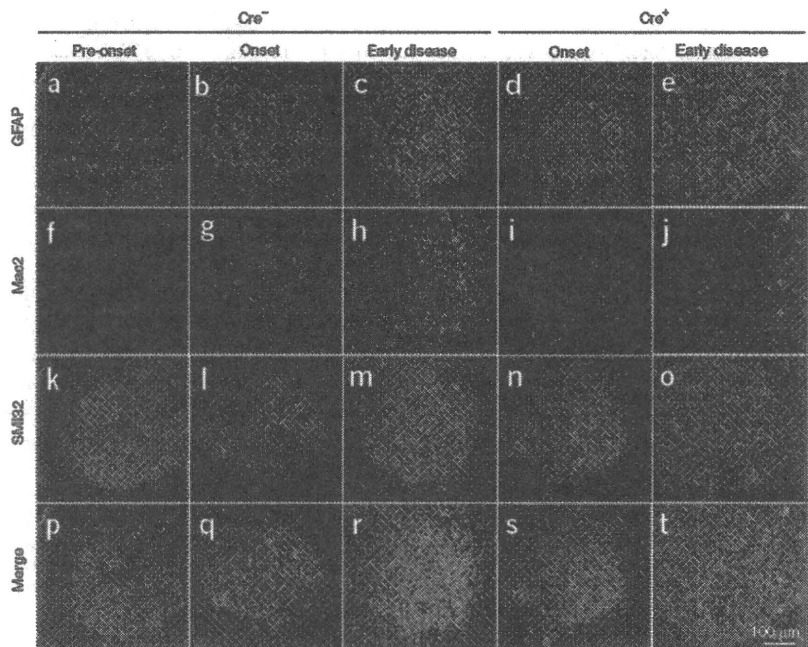 Cre⁻ Cre⁺
Pre-onset Onset Early disease Onset Early disease
GFAP a b c d e
Mac2 f g h i j
SMI32 k l m n o
Merge p q r s t
100 µm